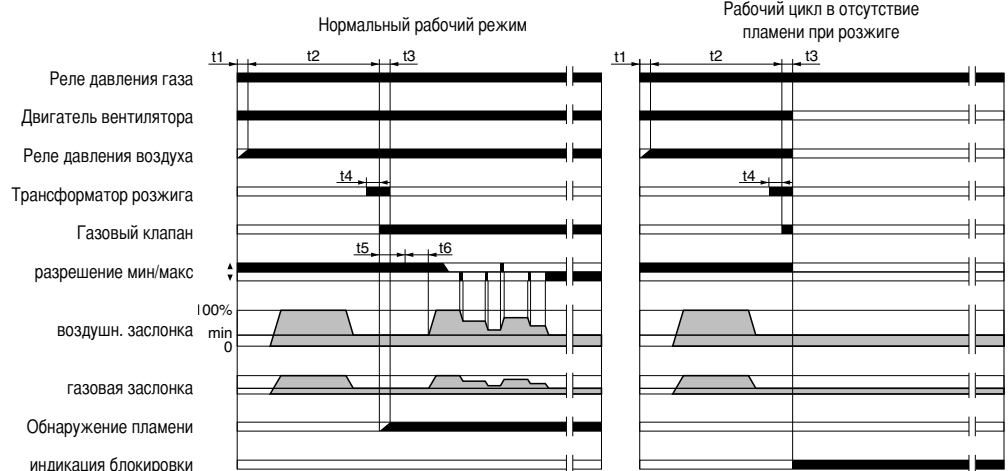 Нормальный рабочий режим
Рабочий цикл в отсутствие
пламени при розжиге
t1 t2 t3 t1 t2 t3
Реле давления газа
Двигатель вентилятора
Реле давления воздуха
t4 t4
Трансформатор розжига
Газовый клапан
t5 t6
разрешение мин/макс
100%
воздушн. заслонка min
0
газовая заслонка
Обнаружение пламени
индикация блокировки